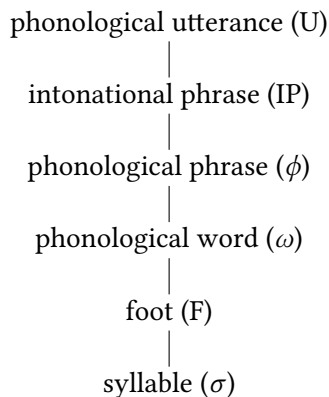 phonological utterance (U)
intonational phrase (IP)
phonological phrase (ϕ)
phonological word (ω)
foot (F)
syllable (σ)